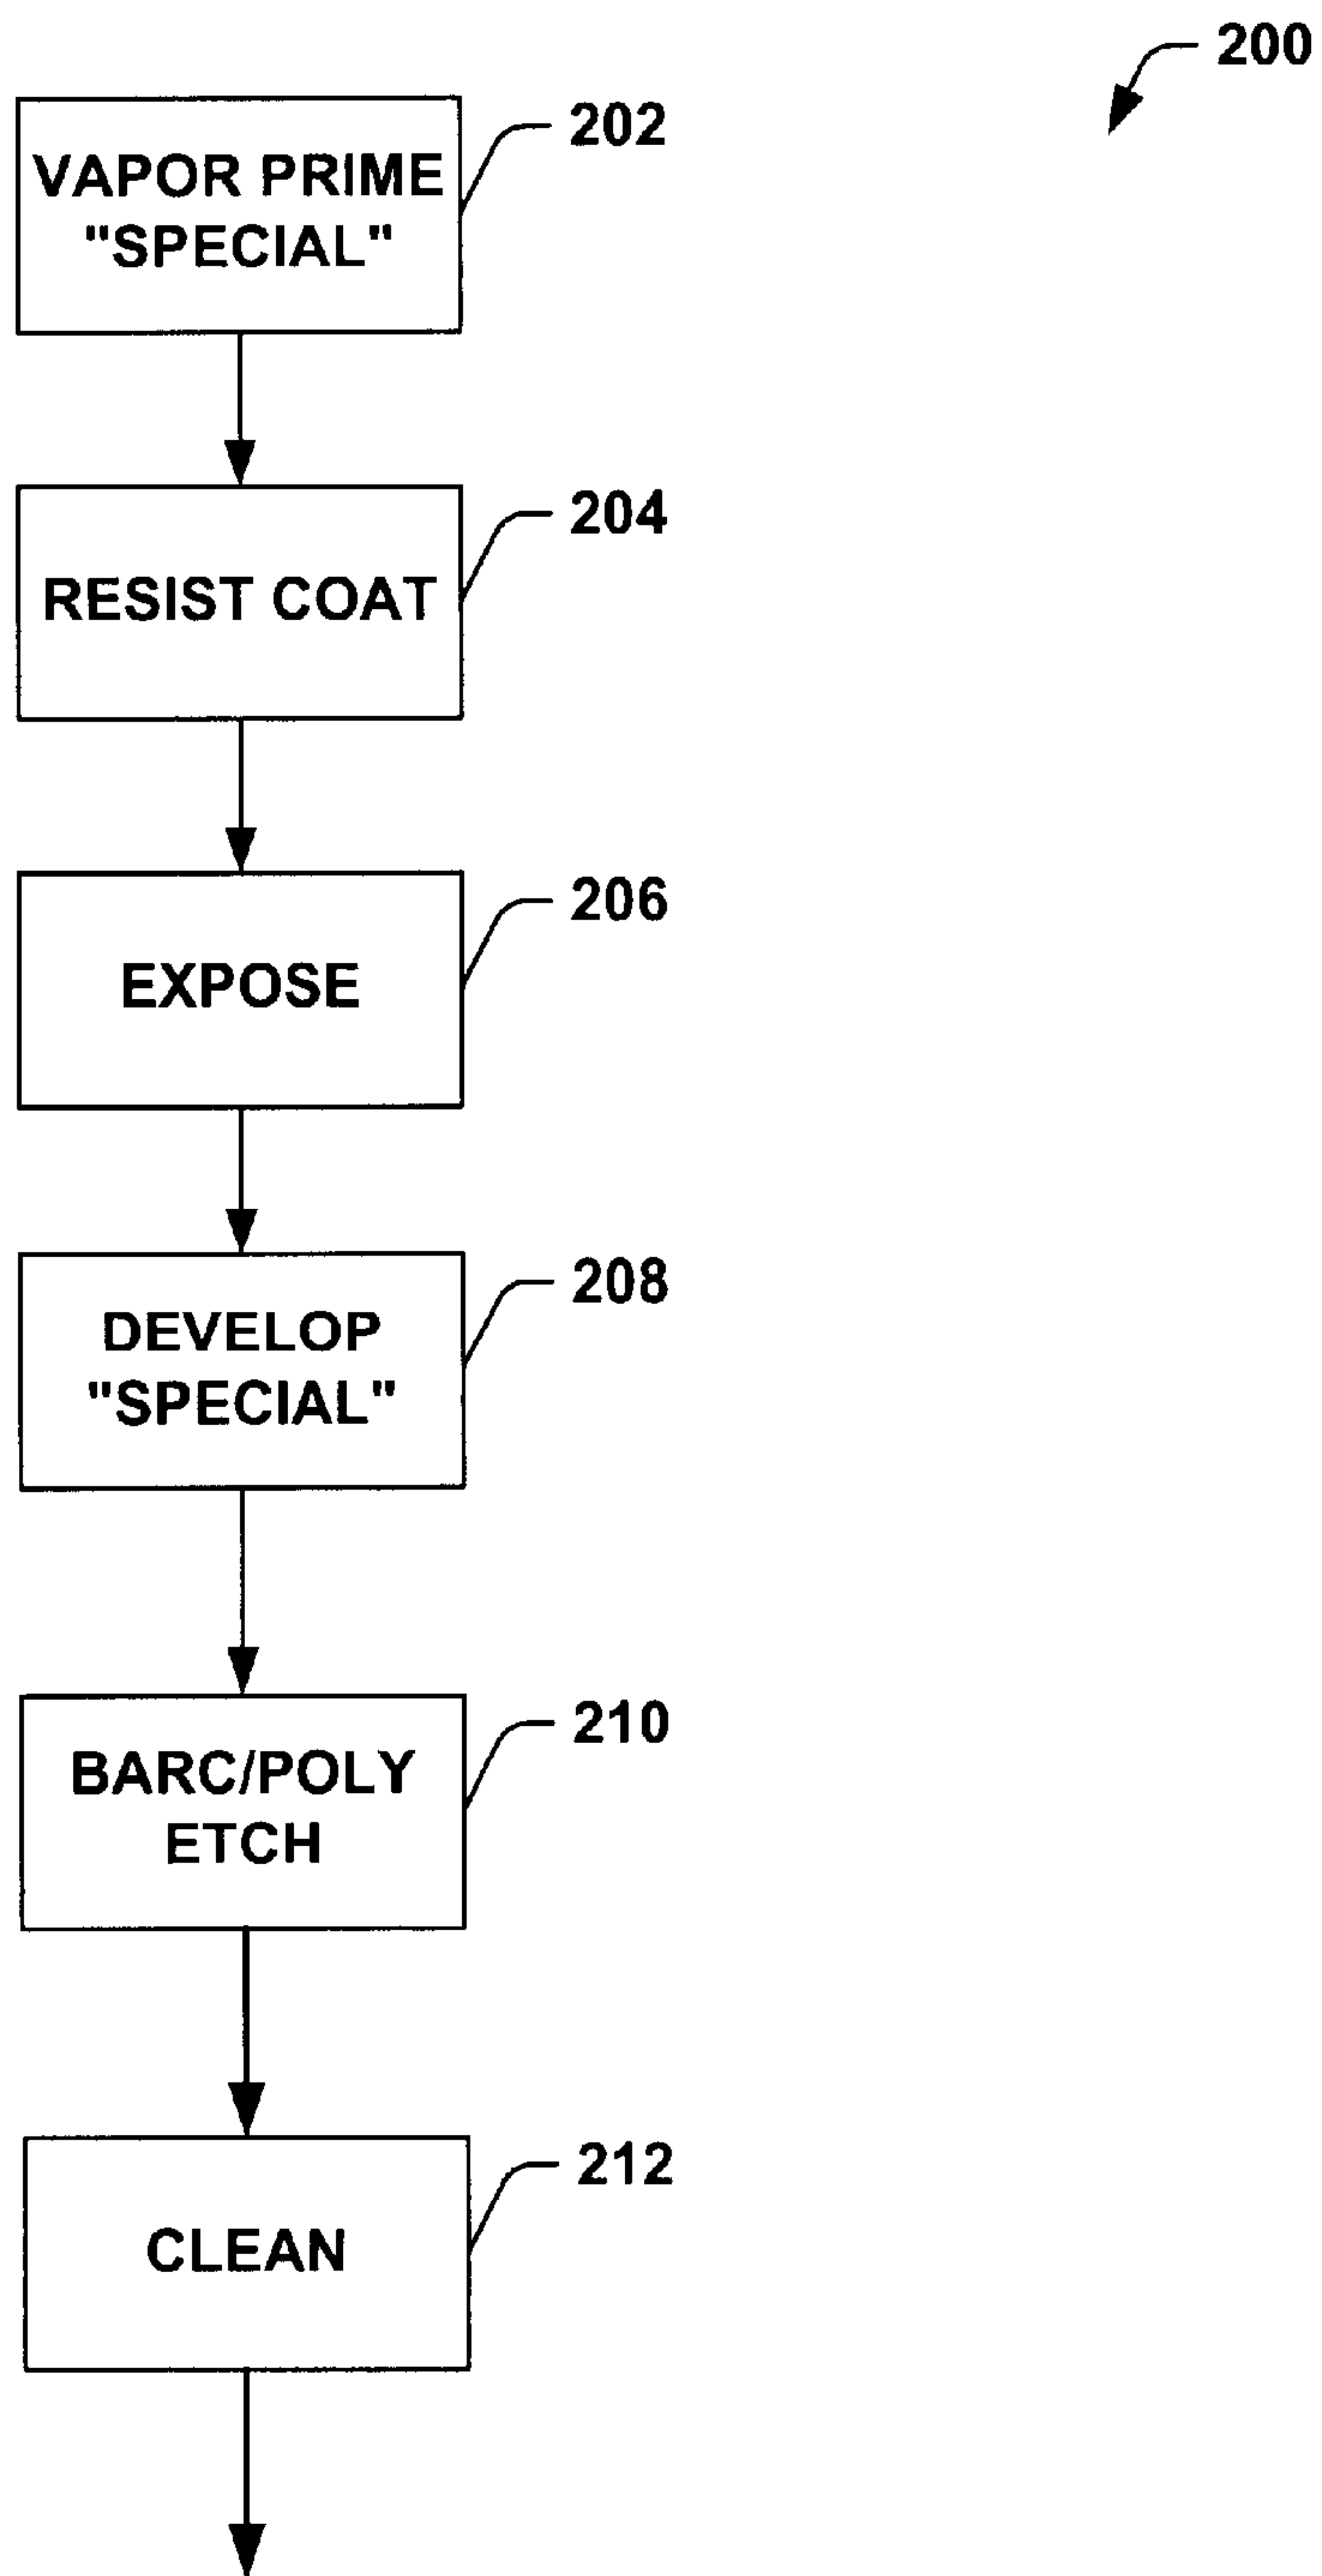 200
202
VAPOR PRIME
"SPECIAL"
204
RESIST COAT
206
EXPOSE
208
DEVELOP
"SPECIAL"
210
BARC/POLY
ETCH
212
CLEAN